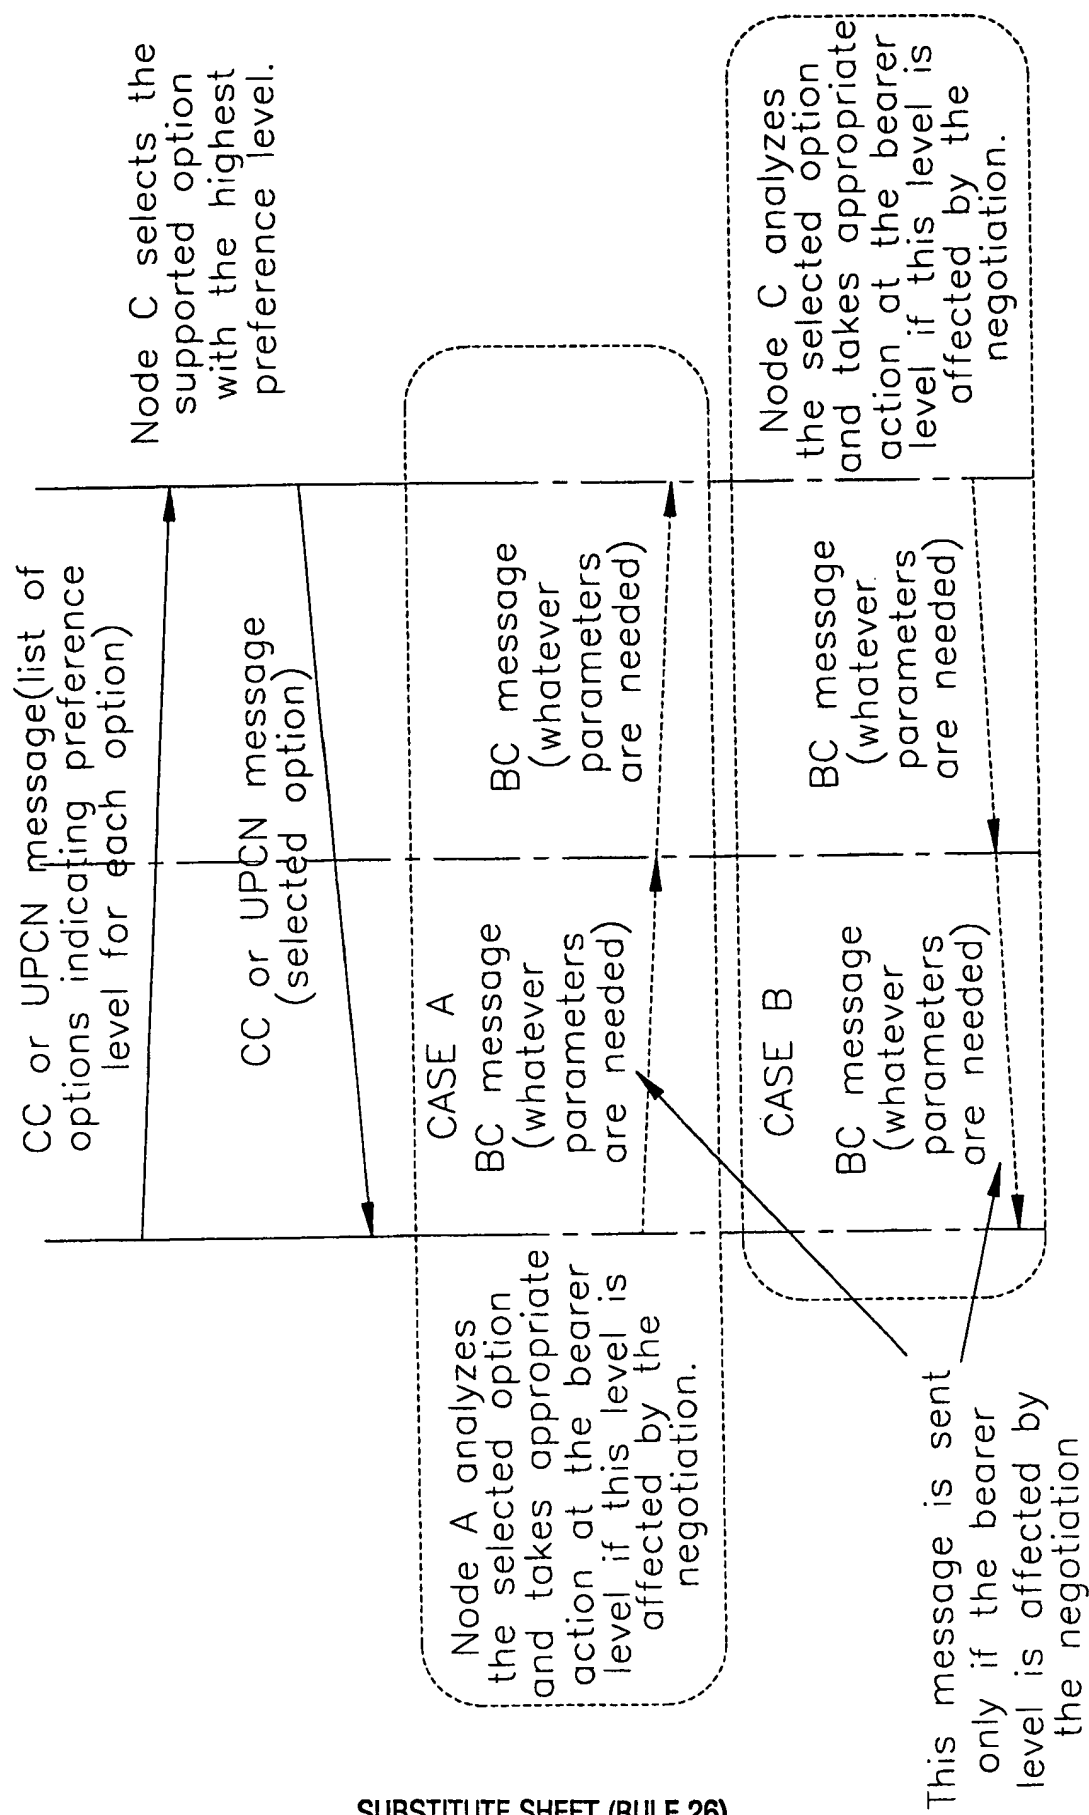 CC or UPCN message(list of
options indicating preference
level for each option)
Node C selects the
supported option
with the highest
preference level.
CC or UPCN message
(selected option)
Node A analyzes
the selected option
and takes appropriate
action at the bearer
level if this level is
affected by the
negotiation.
CASE A
BC message
(whatever
parameters
are needed)
BC message
(whatever
parameters
are needed)
CASE B
BC message
(whatever
parameters
are needed)
BC message
(whatever
parameters
are needed)
Node C analyzes
the selected option
and takes appropriate
action at the bearer
level if this level is
affected by the
negotiation.
This message is sent
only if the bearer
level is affected by
the negotiation
SUBSTITUTE SHEET (RULE 26)